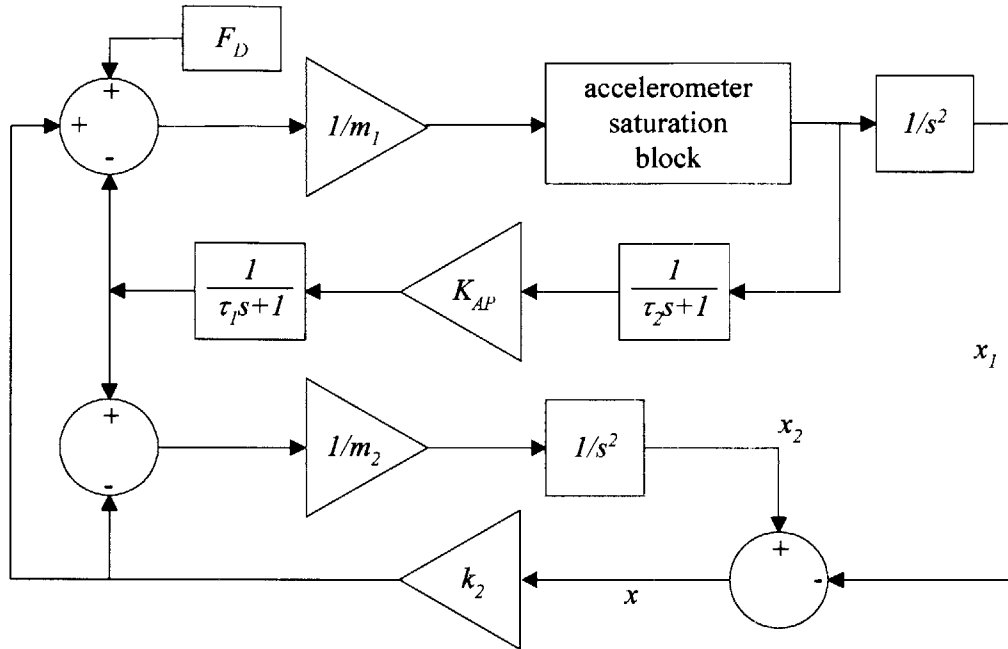 F_D
+
+
-
1/m_1
accelerometer
saturation
block
1/s^2
1
τ_1s+1
K_AP
1
τ_2s+1
x_1
+
-
1/m_2
1/s^2
x_2
+
-
k_2
x